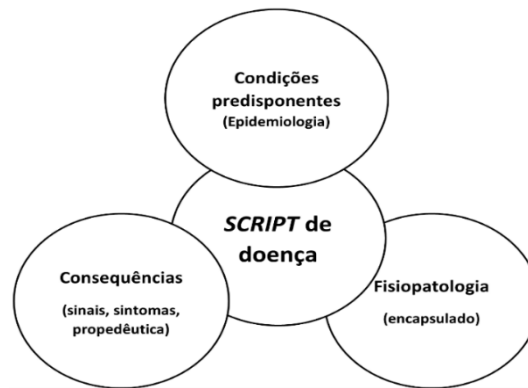 Condições
predisponentes
(Epidemiologia)
SCRIPT de
doença
Consequências
(sinais, sintomas,
propedêutica)
Fisiopatologia
(encapsulado)